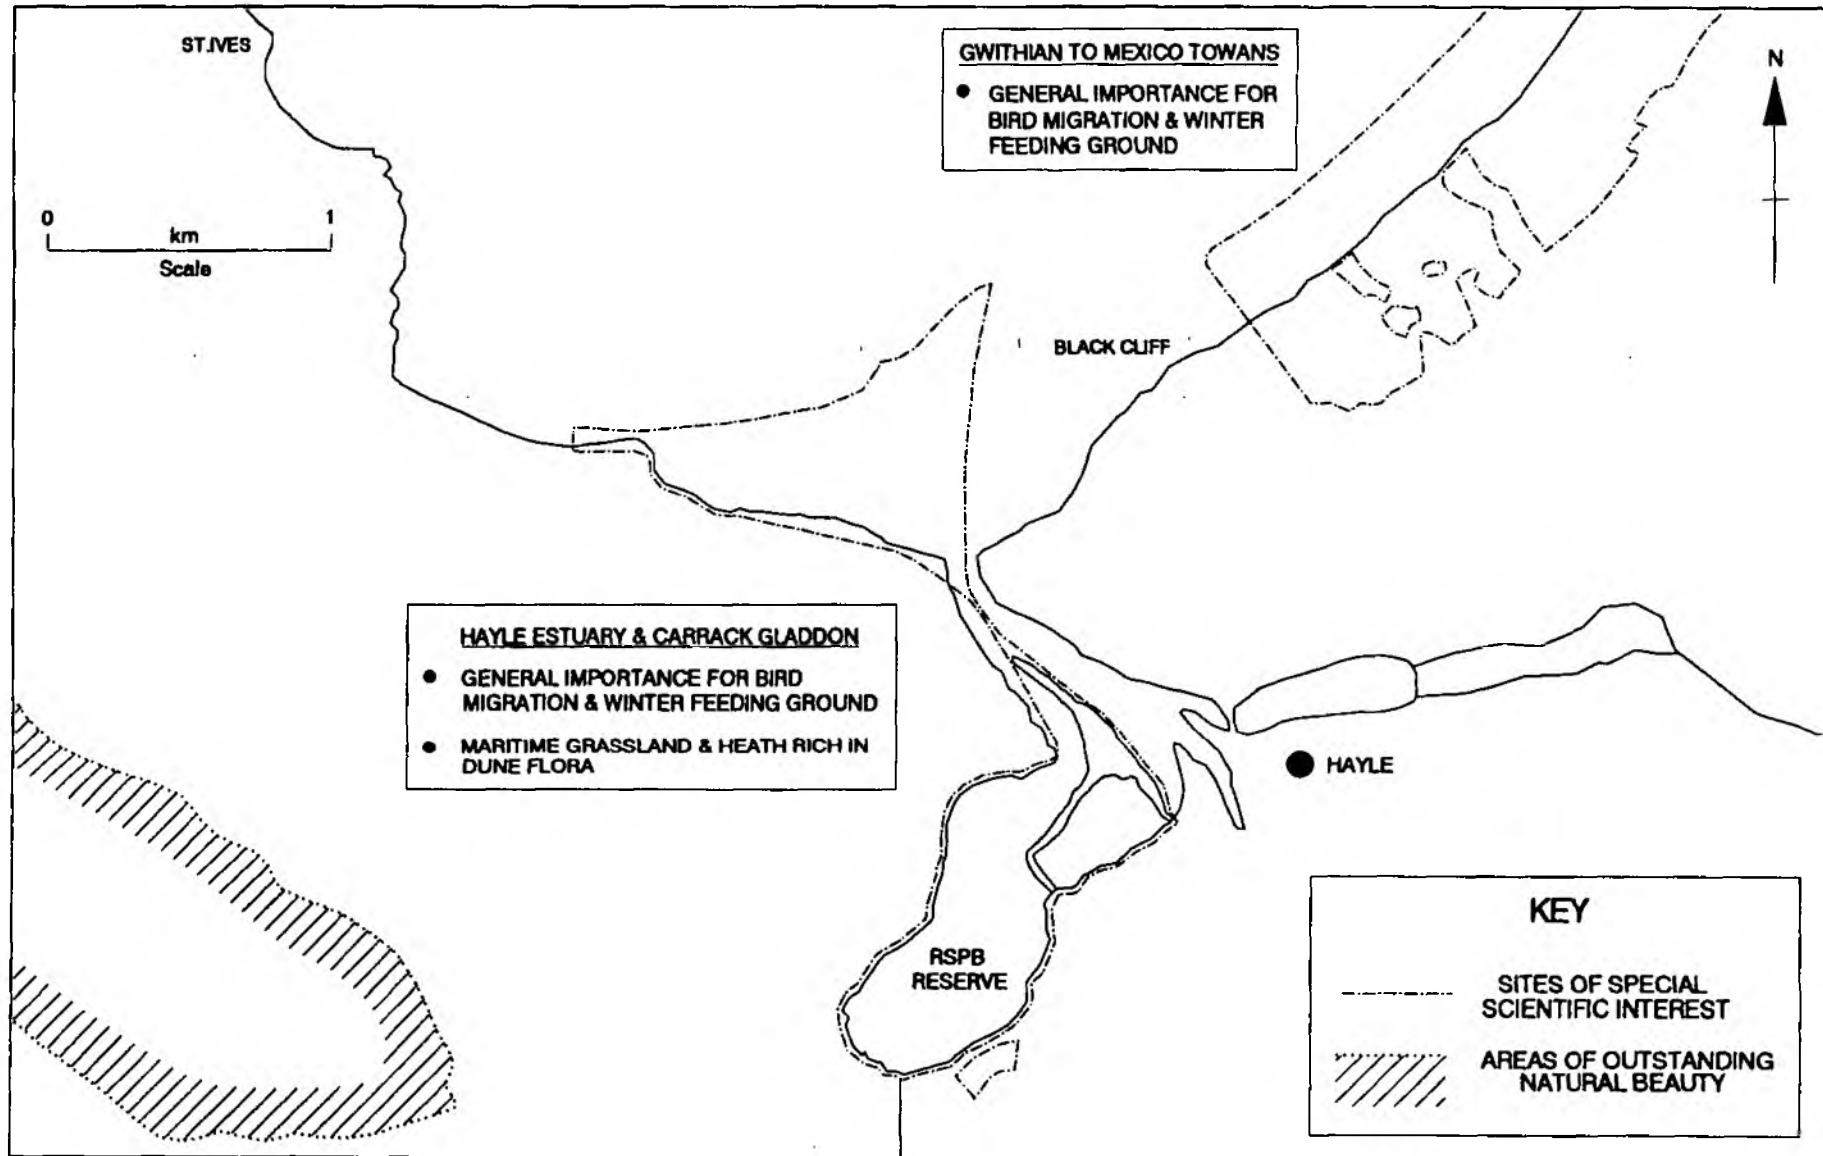 ST.IVES
GWITHIAN TO MEXICO TOWANS
● GENERAL IMPORTANCE FOR
BIRD MIGRATION & WINTER
FEEDING GROUND
N
0 1
km
Scale
BLACK CLIFF
HAYLE ESTUARY & CARRACK GLADDON
● GENERAL IMPORTANCE FOR BIRD
MIGRATION & WINTER FEEDING GROUND
● MARITIME GRASSLAND & HEATH RICH IN
DUNE FLORA
HAYLE
RSPB
RESERVE
KEY
SITES OF SPECIAL
SCIENTIFIC INTEREST
AREAS OF OUTSTANDING
NATURAL BEAUTY